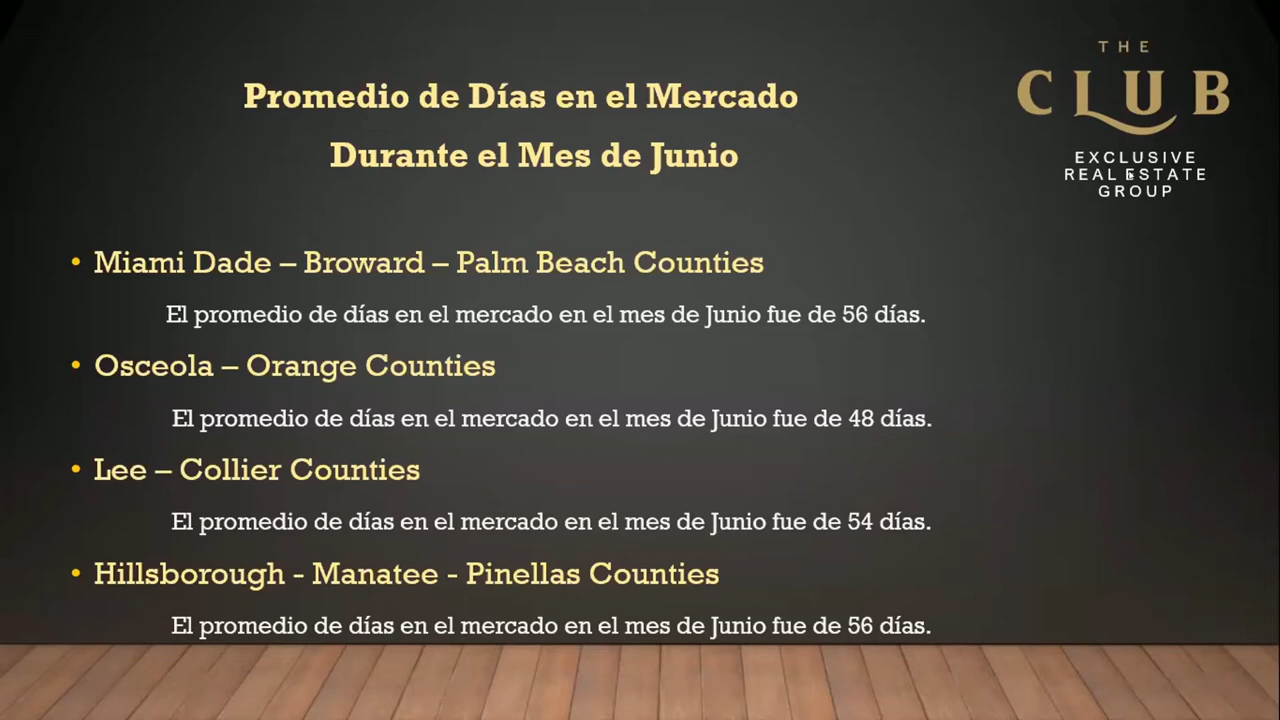 Promedio de Días en el Mercado
Durante el Mes de Junio
THE
CLUB
EXCLUSIVE
REAL ESTATE
GROUP
• Miami Dade – Broward – Palm Beach Counties
El promedio de días en el mercado en el mes de Junio fue de 56 días.
• Osceola – Orange Counties
El promedio de días en el mercado en el mes de Junio fue de 48 días.
• Lee – Collier Counties
El promedio de días en el mercado en el mes de Junio fue de 54 días.
• Hillsborough - Manatee - Pinellas Counties
El promedio de días en el mercado en el mes de Junio fue de 56 días.